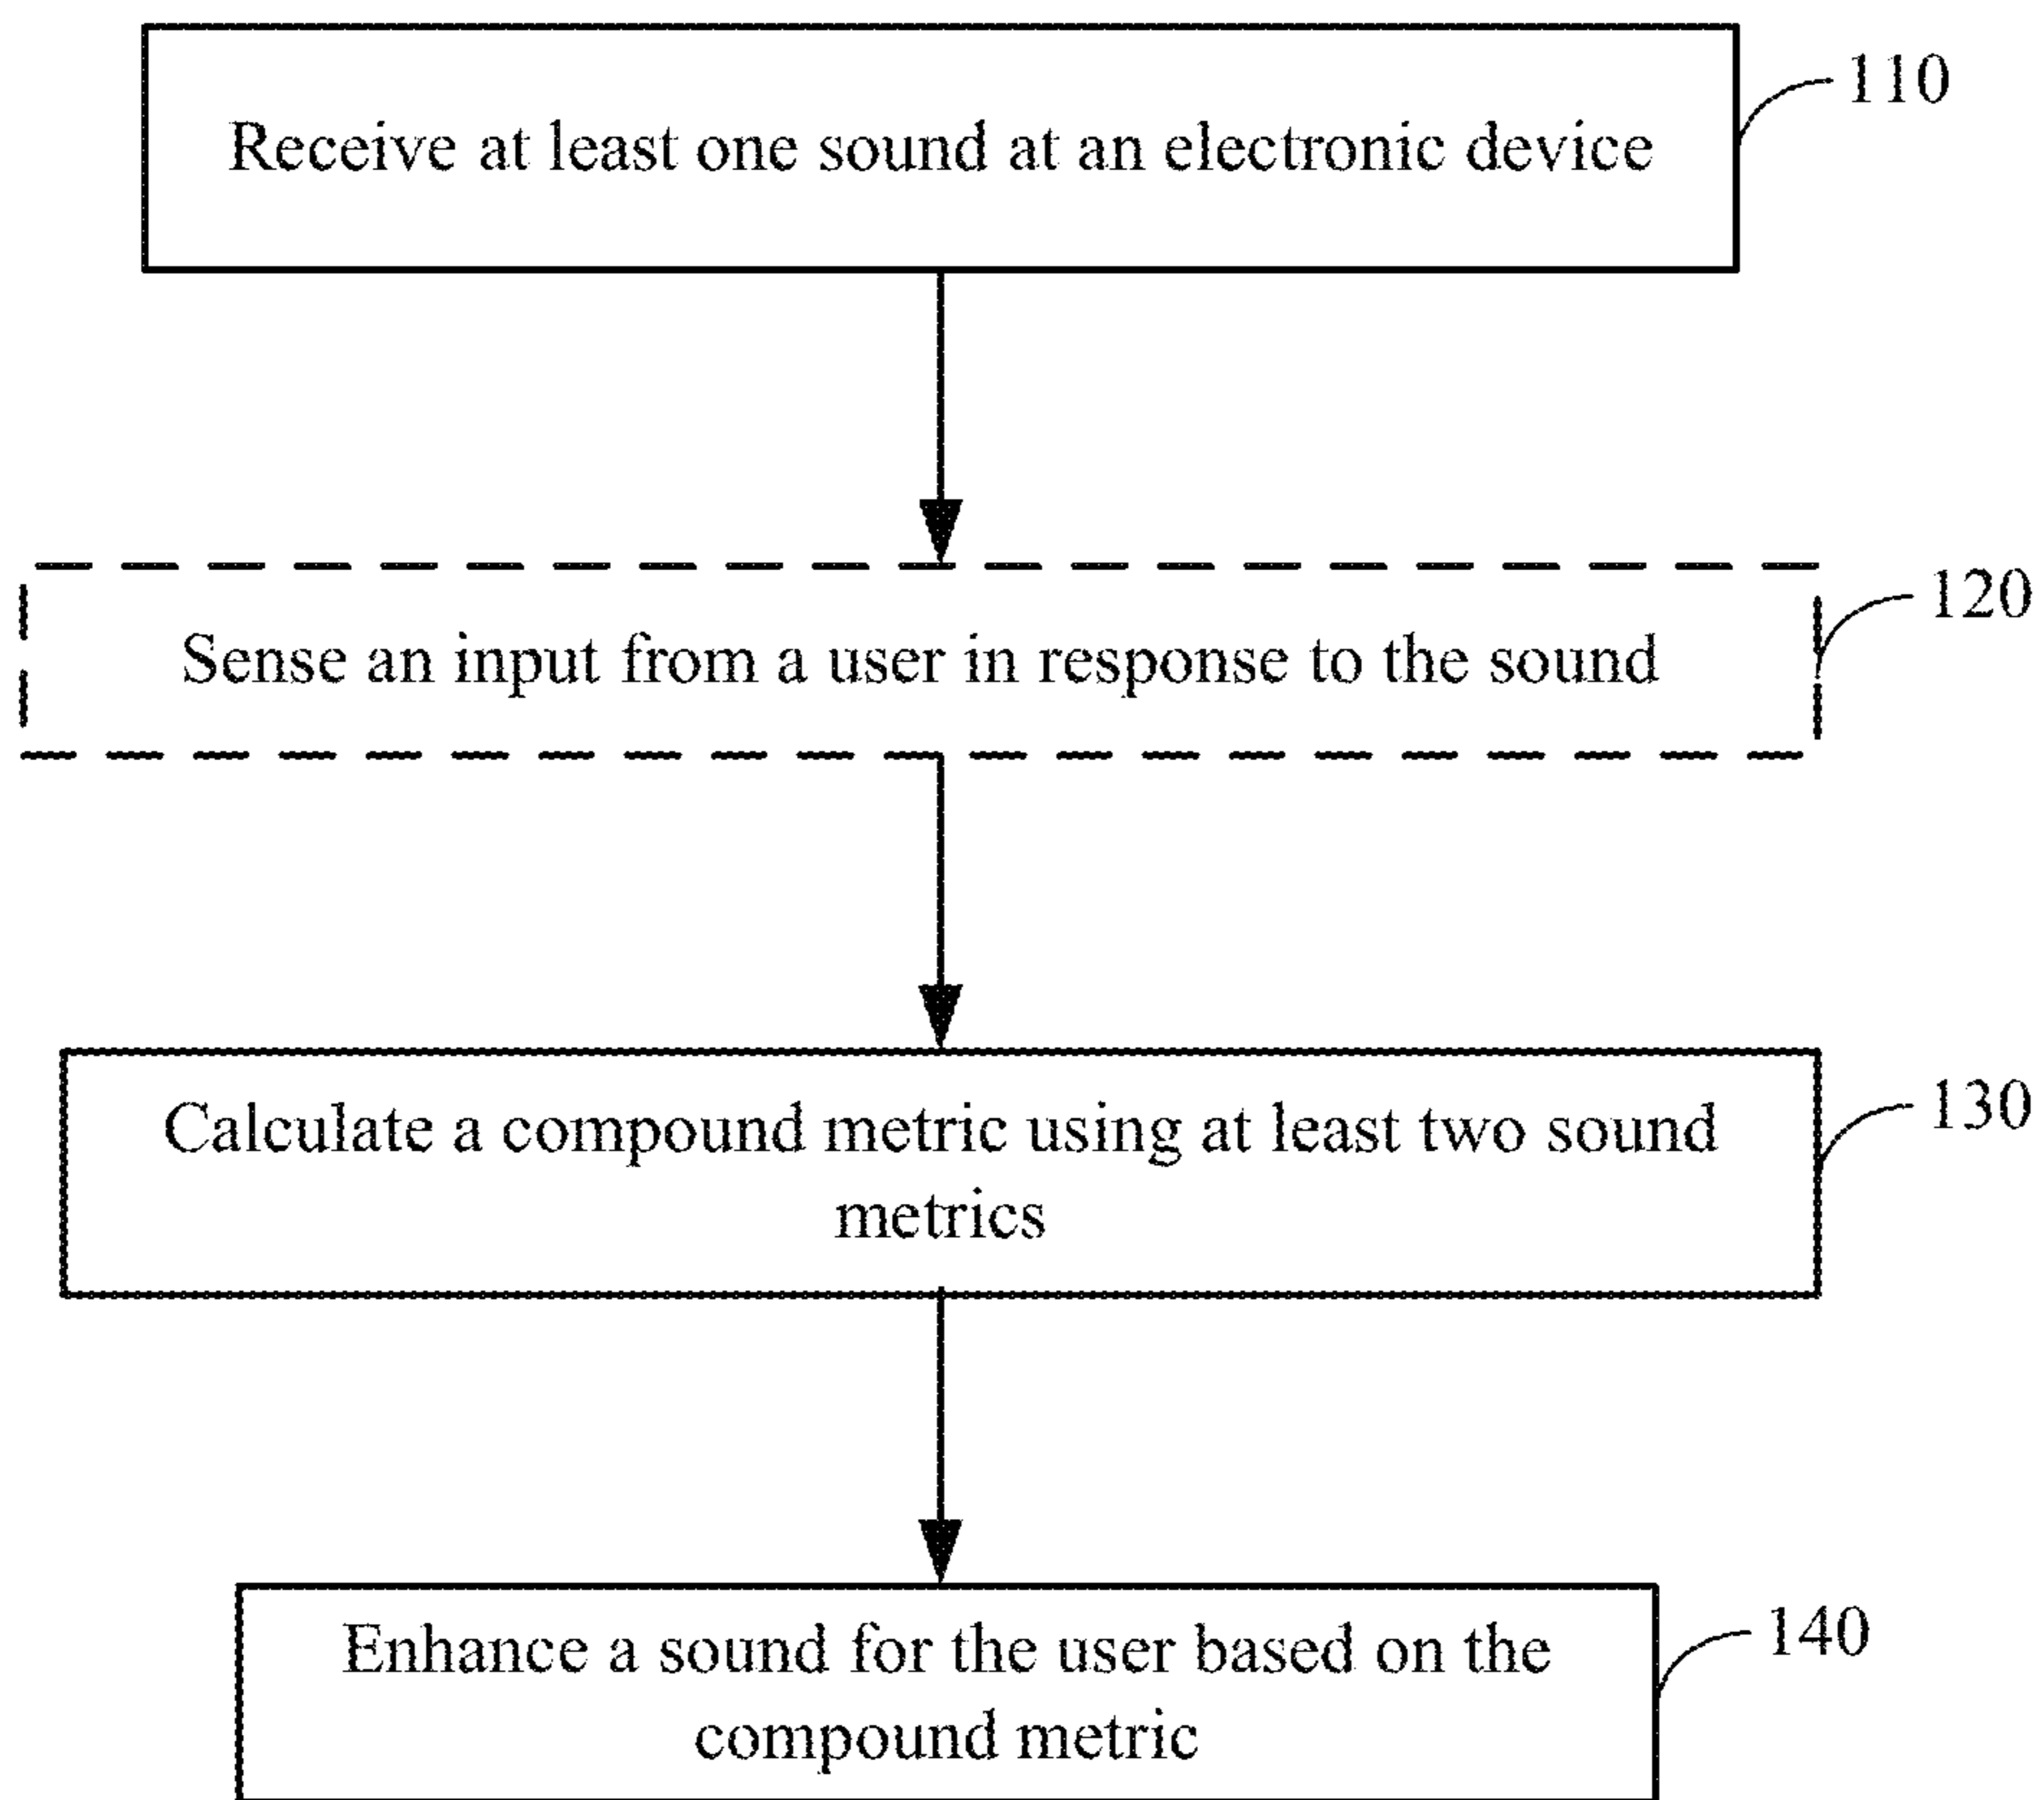 Receive at least one sound at an electronic device
110
Sense an input from a user in response to the sound
120
Calculate a compound metric using at least two sound
metrics
130
Enhance a sound for the user based on the
compound metric
140